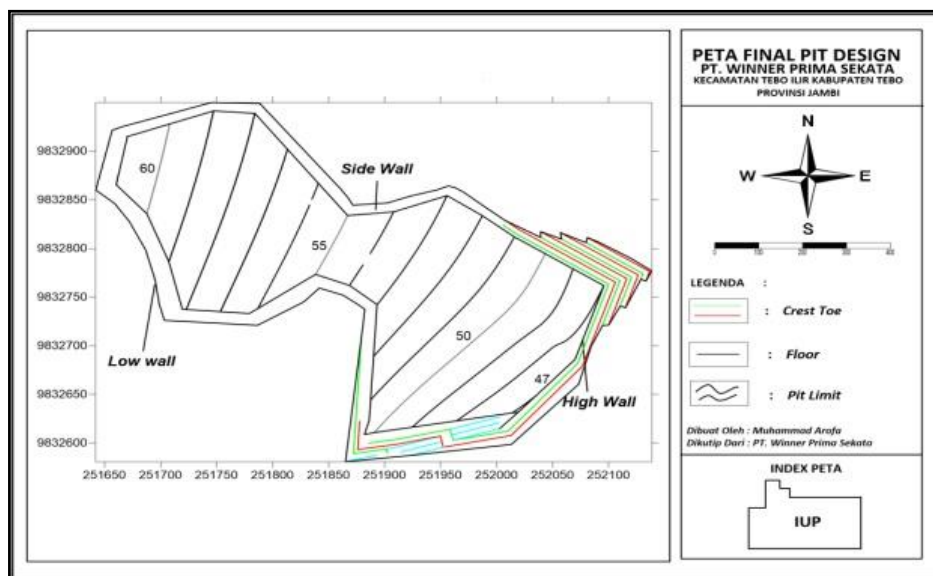 PETA FINAL PIT DESIGN
PT. WINNER PRIMA SEKATA
KECAMATAN TEBO ILIR KABUPATEN TEBO
PROVINSI JAMBI
N
W
E
S
LEGENDA :
: Crest Toe
: Floor
: Pit Limit
Dibuat Oleh : Muhammad Arofa
Dikutip Dari : PT. Winner Prima Sekata
INDEX PETA
IUP
9832900
9832850
9832800
9832750
9832700
9832650
9832600
251650 251700 251750 251800 251850 251900 251950 252000 252050 252100
60
Side Wall
55
50
47
Low wall
High Wall